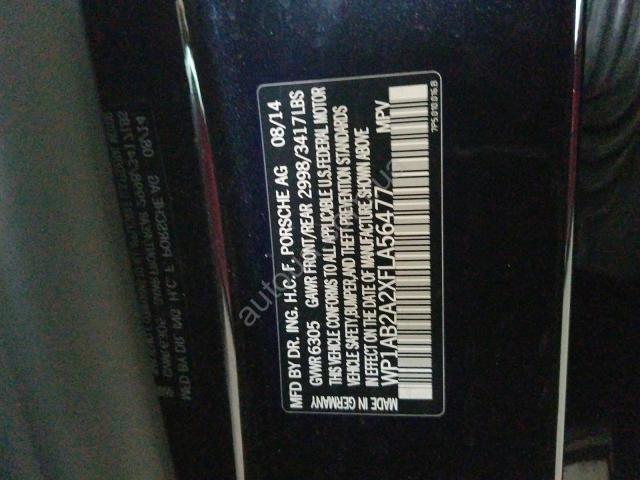 MFD BY DR. ING. H.C. F. PORSCHE AG 08/14
GVWR 6305 GAWR FRONT/REAR 2998/3417LBS
THIS VEHICLE CONFORMS TO ALL APPLICABLE U.S. FEDERAL MOTOR
VEHICLE SAFETY, BUMPER, AND THEFT PREVENTION STANDARDS
IN EFFECT ON THE DATE OF MANUFACTURE SHOWN ABOVE
WP1AB2A2XFLA56477 MPV
MADE IN GERMANY